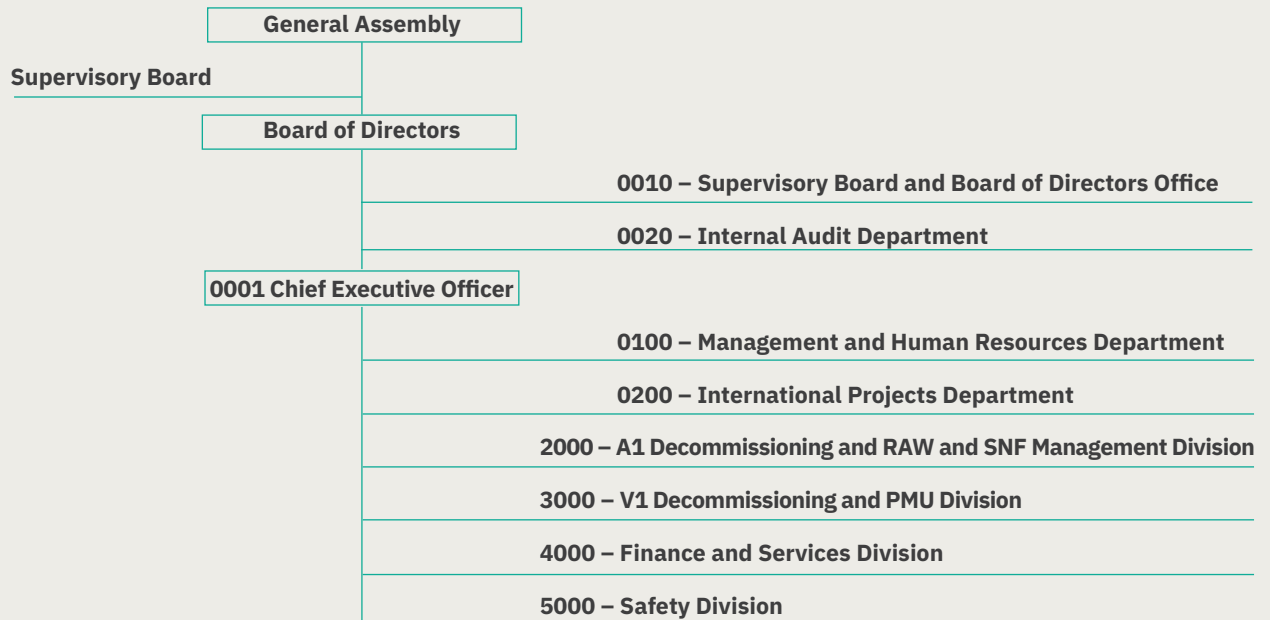 General Assembly
Supervisory Board
Board of Directors
0010 – Supervisory Board and Board of Directors Office
0020 – Internal Audit Department
0001 Chief Executive Officer
0100 – Management and Human Resources Department
0200 – International Projects Department
2000 – A1 Decommissioning and RAW and SNF Management Division
3000 – V1 Decommissioning and PMU Division
4000 – Finance and Services Division
5000 – Safety Division